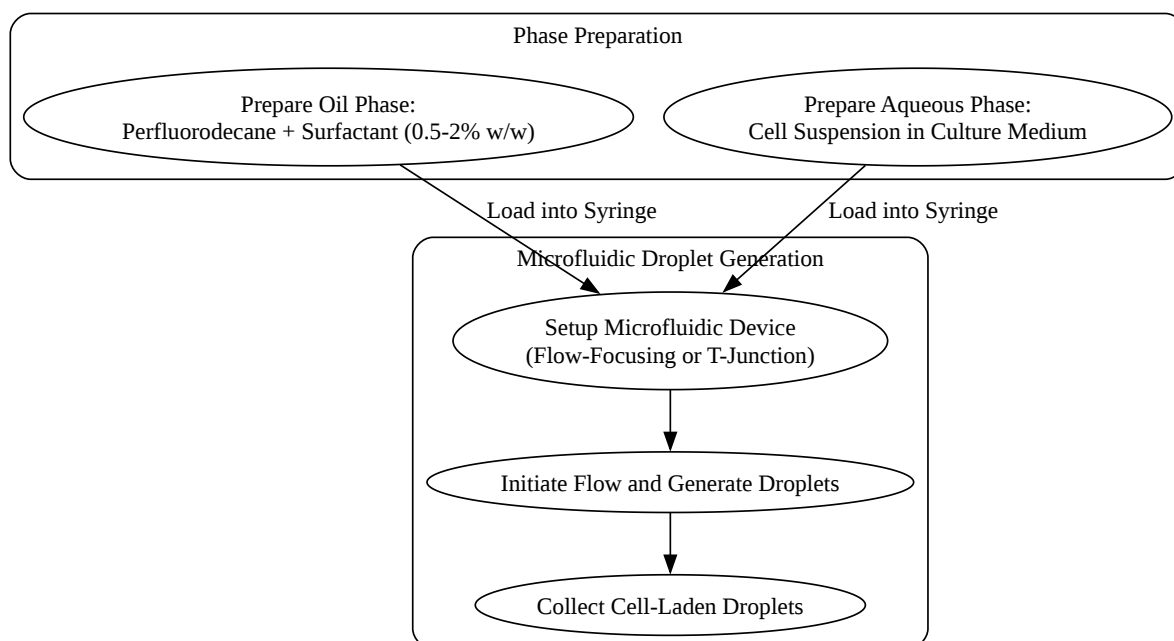 Phase Preparation
Prepare Oil Phase:
Perfluorodecane + Surfactant (0.5-2% w/w)
Prepare Aqueous Phase:
Cell Suspension in Culture Medium
Load into Syringe
Load into Syringe
Microfluidic Droplet Generation
Setup Microfluidic Device
(Flow-Focusing or T-Junction)
Initiate Flow and Generate Droplets
Collect Cell-Laden Droplets